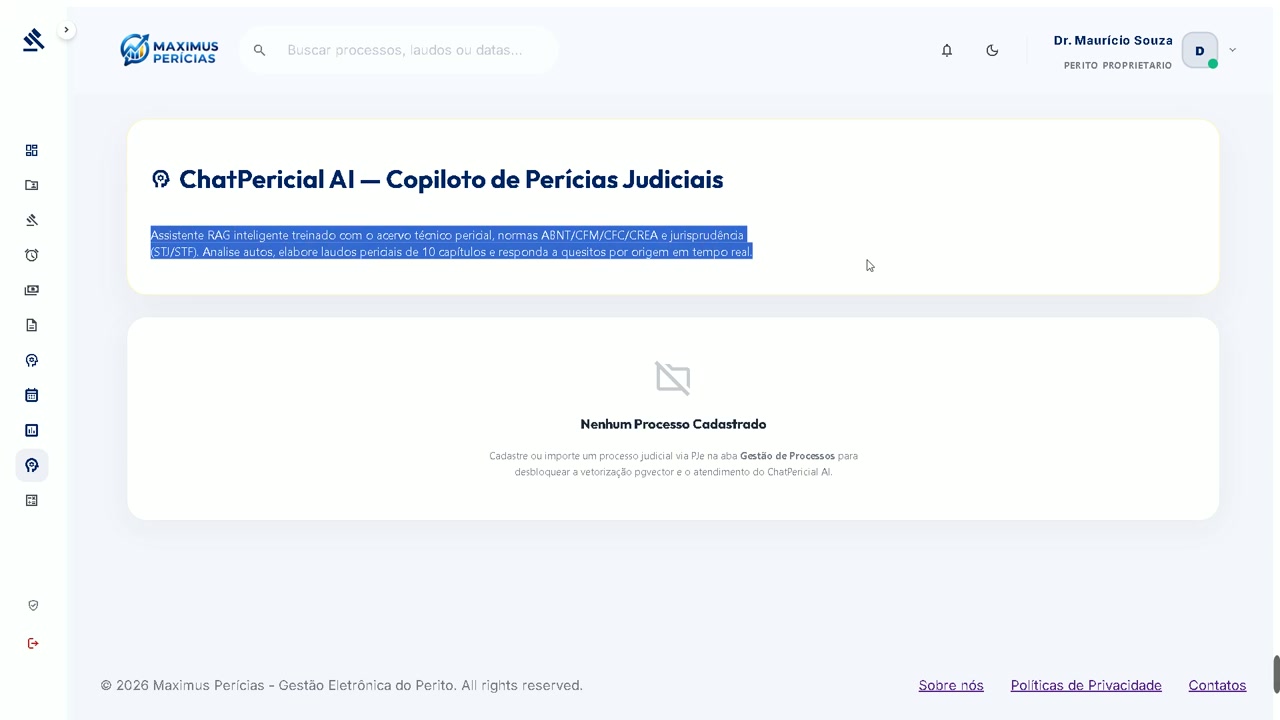 MAXIMUS
PERÍCIAS
Buscar processos, laudos ou datas...
Dr. Maurício Souza
PERITO PROPRIETARIO
D
ChatPericial AI — Copiloto de Perícias Judiciais
Assistente RAG inteligente treinado com o acervo técnico pericial, normas ABNT/CFM/CFC/CREA e jurisprudência
(STJ/STF). Analise autos, elabore laudos periciais de 10 capítulos e responda a quesitos por origem em tempo real.
Nenhum Processo Cadastrado
Cadastre ou importe um processo judicial via PJe na aba Gestão de Processos para
desbloquear a vetorização pgvector e o atendimento do ChatPericial AI.
© 2026 Maximus Perícias - Gestão Eletrônica do Perito. All rights reserved.
Sobre nós
Políticas de Privacidade
Contatos